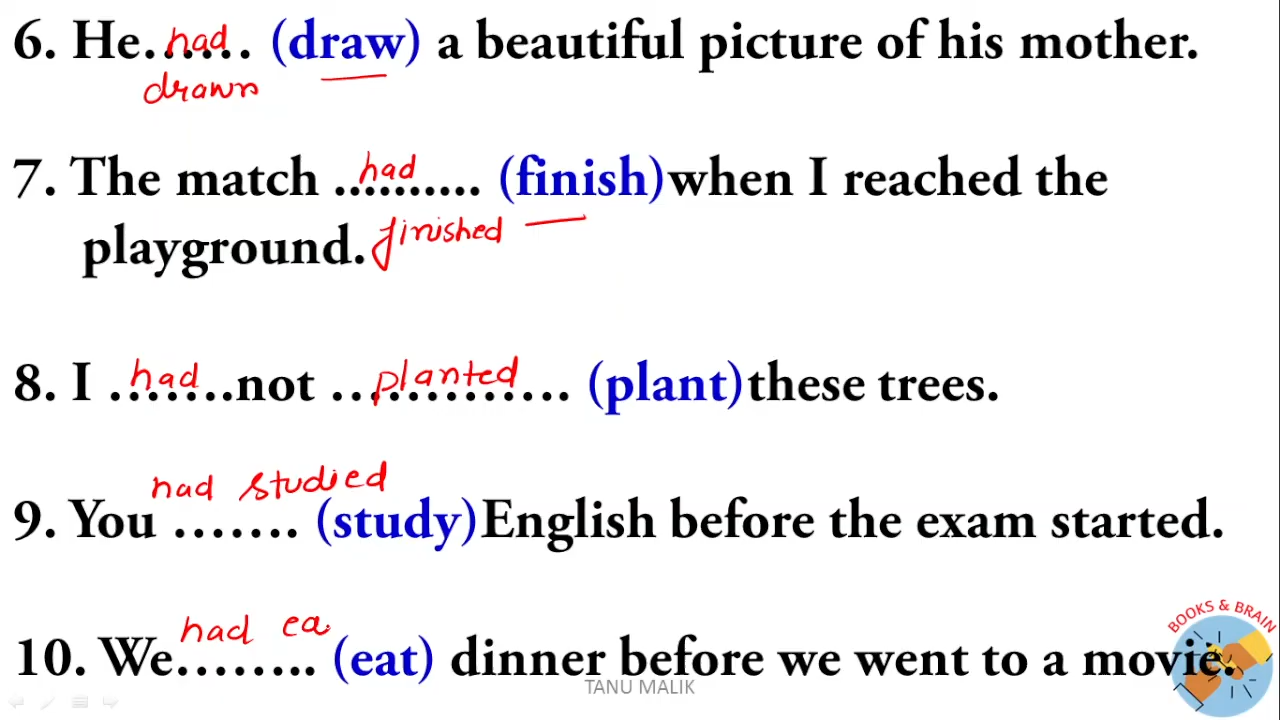 6. He....had.... (draw) a beautiful picture of his mother.
drawn
7. The match ....had.... (finish)when I reached the
playground. finished
8. I ....had....not ....planted.... (plant)these trees.
had studied
9. You ……. (study)English before the exam started.
had ea
10. We…….. (eat) dinner before we went to a movie.
TANU MALIK
BOOKS & BRAIN